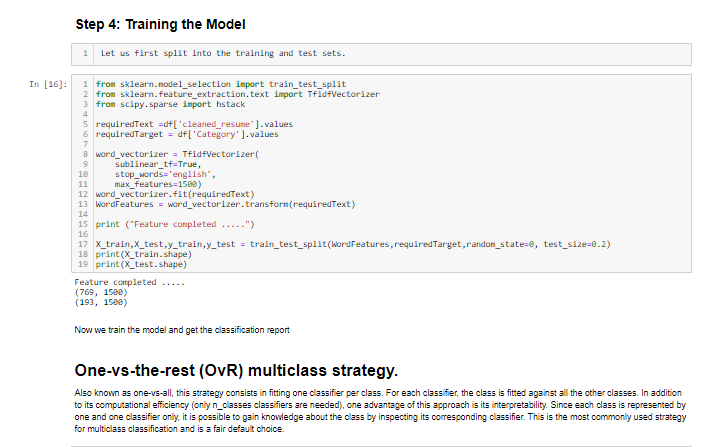 Step 4: Training the Model
1 Let us first split into the training and test sets.
In [16]:
1 from sklearn.model_selection import train_test_split
2 from sklearn.feature_extraction.text import TfidfVectorizer
3 from scipy.sparse import hstack
4
5 requiredText =df['cleaned_resume'].values
6 requiredTarget = df['Category'].values
7
8 word_vectorizer = TfidfVectorizer(
9     sublinear_tf=True,
10     stop_words='english',
11     max_features=1500)
12 word_vectorizer.fit(requiredText)
13 WordFeatures = word_vectorizer.transform(requiredText)
14
15 print ("Feature completed .....")
16
17 X_train,X_test,y_train,y_test = train_test_split(WordFeatures,requiredTarget,random_state=0, test_size=0.2)
18 print(X_train.shape)
19 print(X_test.shape)
Feature completed .....
(769, 1500)
(193, 1500)
Now we train the model and get the classification report
One-vs-the-rest (OvR) multiclass strategy.
Also known as one-vs-all, this strategy consists in fitting one classifier per class. For each classifier, the class is fitted against all the other classes. In addition
to its computational efficiency (only n_classes classifiers are needed), one advantage of this approach is its interpretability. Since each class is represented by
one and one classifier only, it is possible to gain knowledge about the class by inspecting its corresponding classifier. This is the most commonly used strategy
for multiclass classification and is a fair default choice.